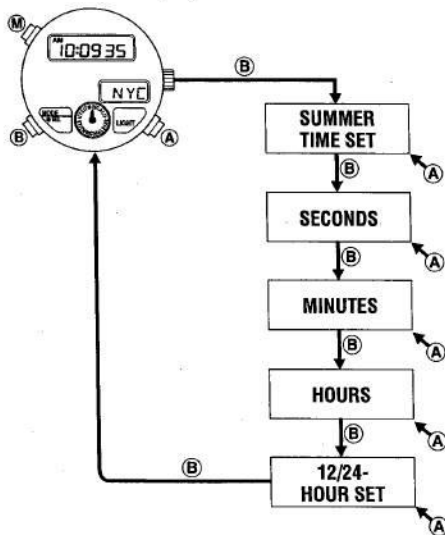 M
AM
10:09 35
NYC
MODE
LIGHT
B
A
B
SUMMER
TIME SET
A
B
SECONDS
A
B
MINUTES
A
B
HOURS
A
B
B
12/24-
HOUR SET
A